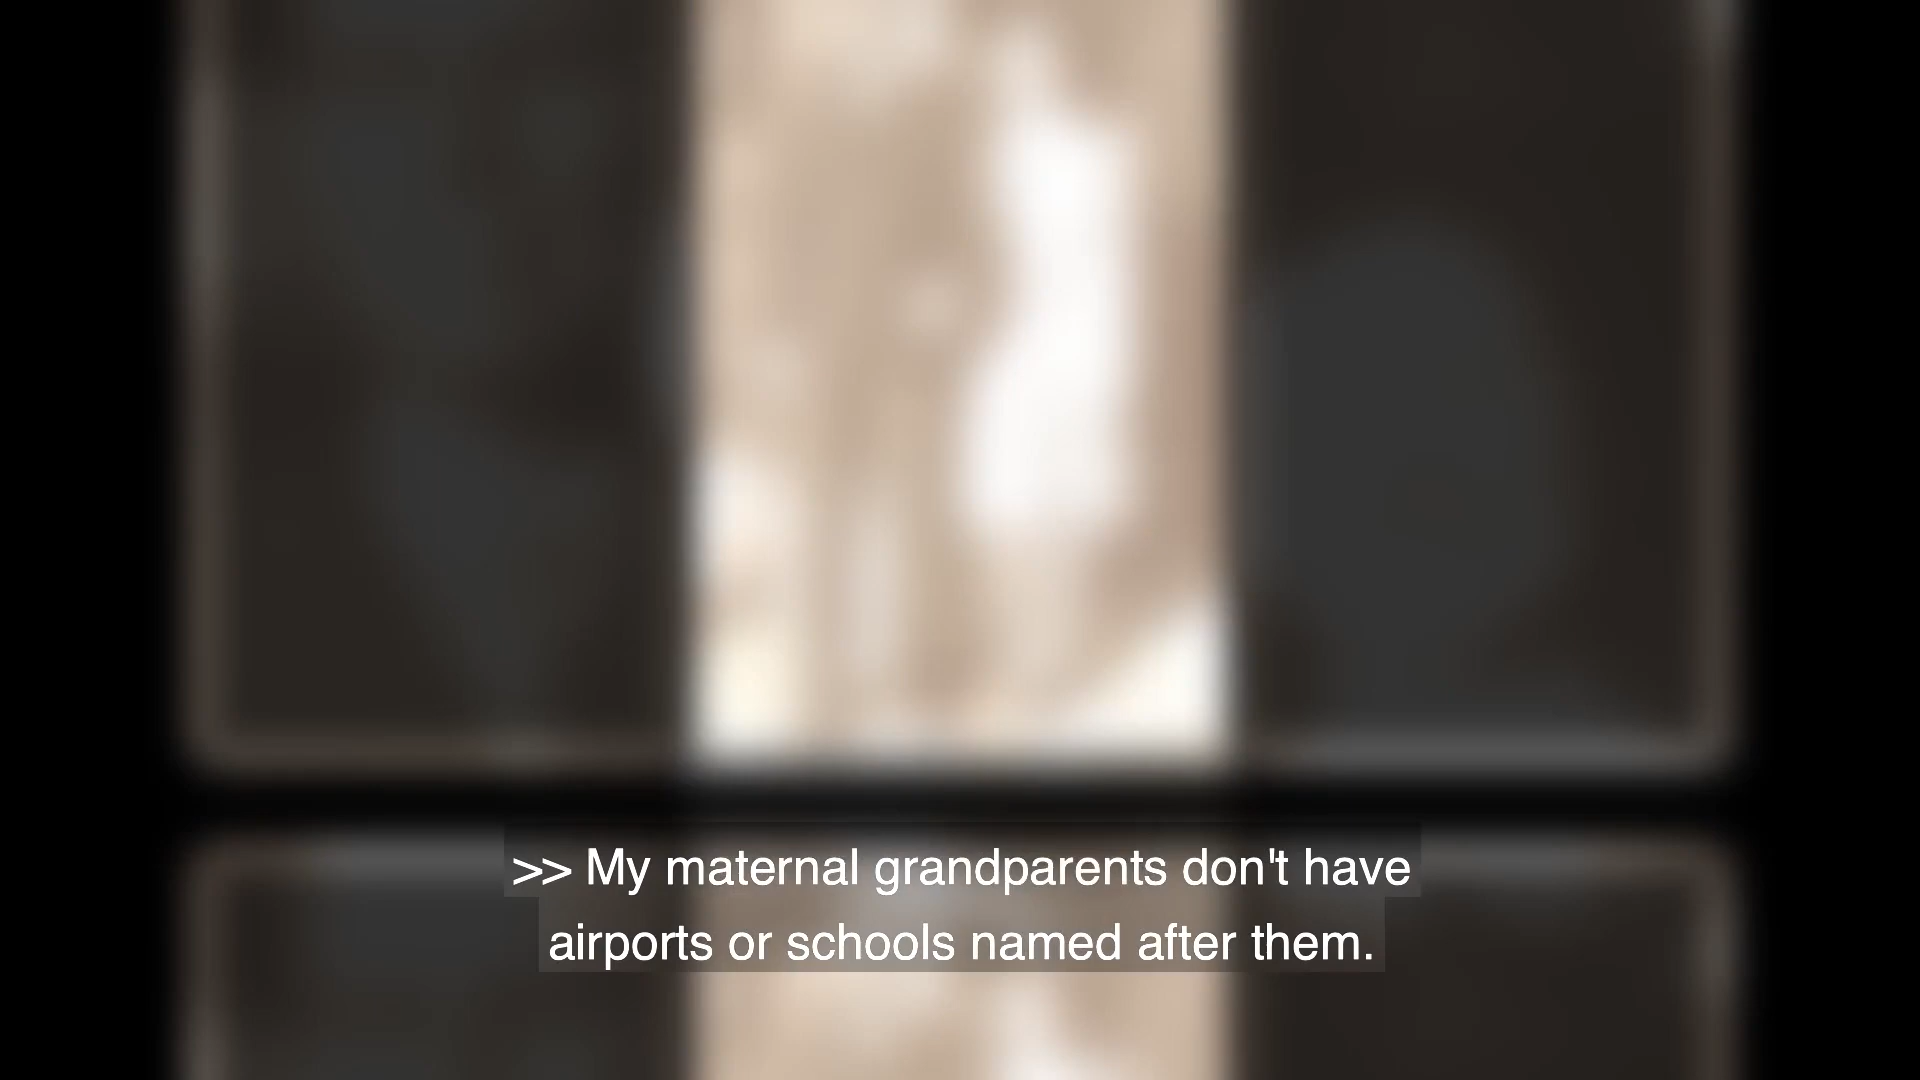 >> My maternal grandparents don't have
airports or schools named after them.